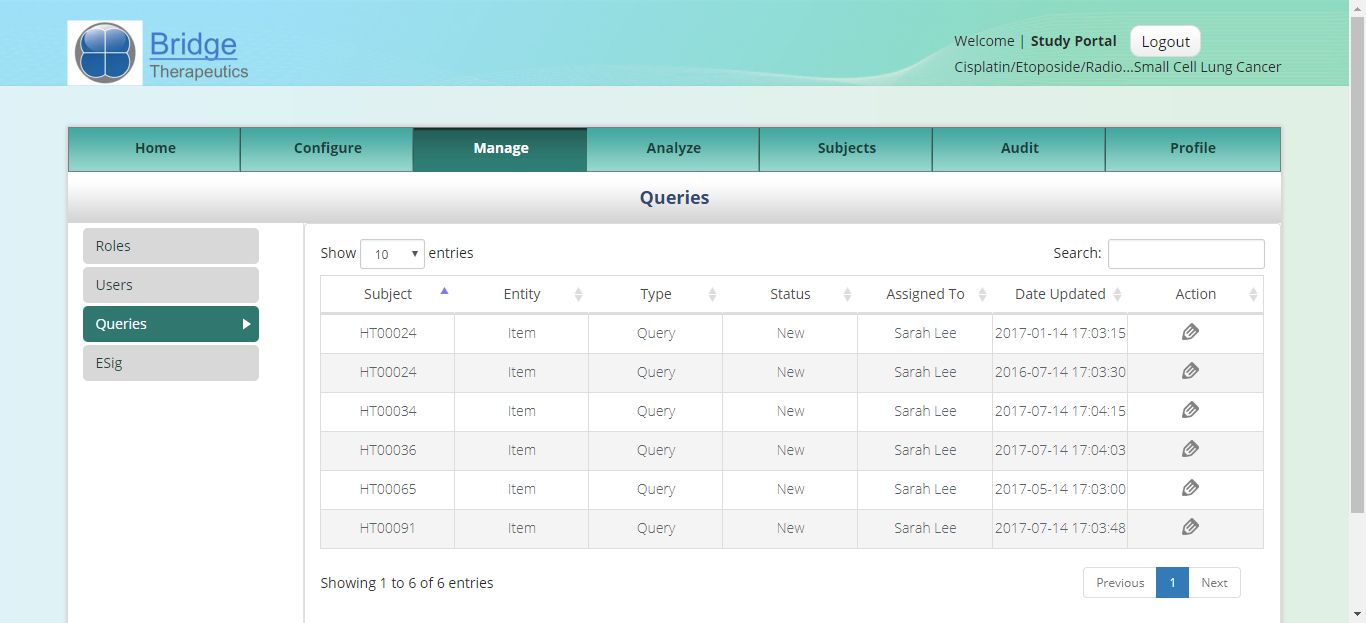 Bridge
Therapeutics
Welcome | Study Portal Logout
Cisplatin/Etoposide/Radio...Small Cell Lung Cancer
Home Configure Manage Analyze Subjects Audit Profile
Queries
Roles
Users
Queries
ESig
Show 10 entries Search:
Subject Entity Type Status Assigned To Date Updated Action
HT00024 Item Query New Sarah Lee 2017-01-14 17:03:15
HT00024 Item Query New Sarah Lee 2016-07-14 17:03:30
HT00034 Item Query New Sarah Lee 2017-07-14 17:04:15
HT00036 Item Query New Sarah Lee 2017-07-14 17:04:03
HT00065 Item Query New Sarah Lee 2017-05-14 17:03:00
HT00091 Item Query New Sarah Lee 2017-07-14 17:03:48
Showing 1 to 6 of 6 entries Previous 1 Next